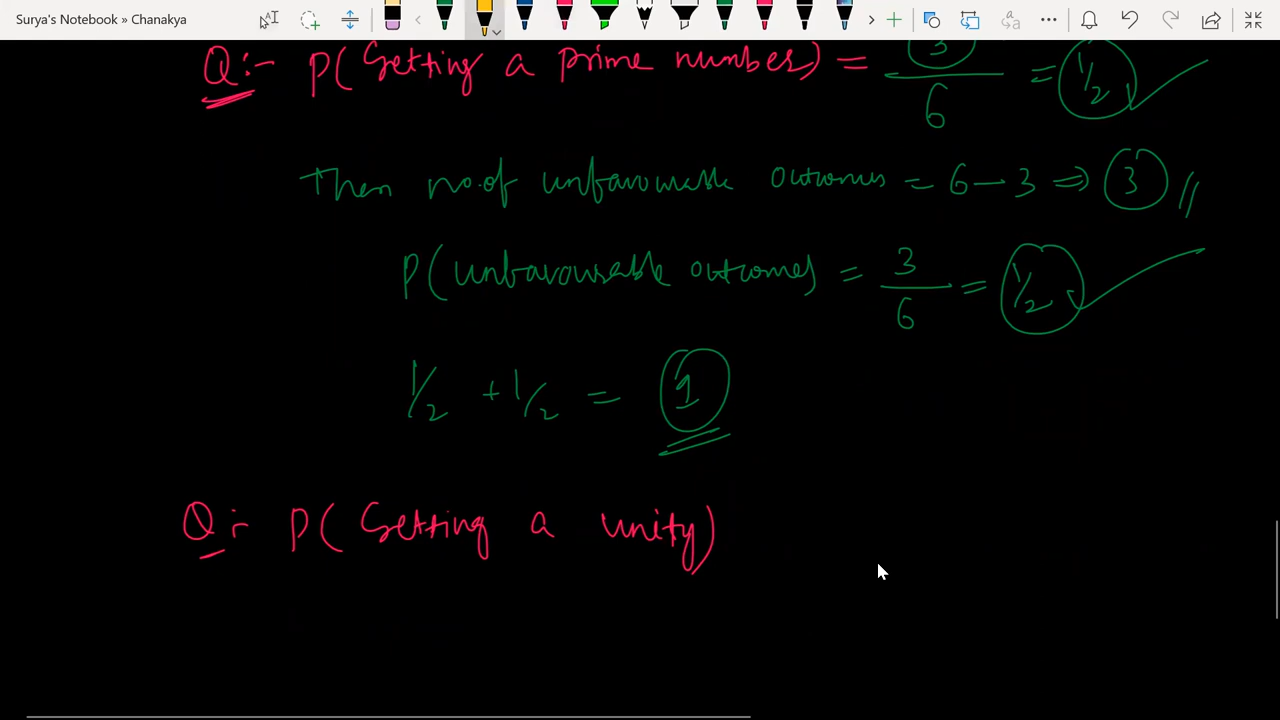 Surya's Notebook » Chanakya
Q:- P( Getting a prime number) = 3/6 = 1/2
Then no.of unfavourable outcomes = 6-3 => 3 //
P( unfavourable outcomes) = 3/6 = 1/2
1/2 + 1/2 = 1
Q:- P( Getting a unity)